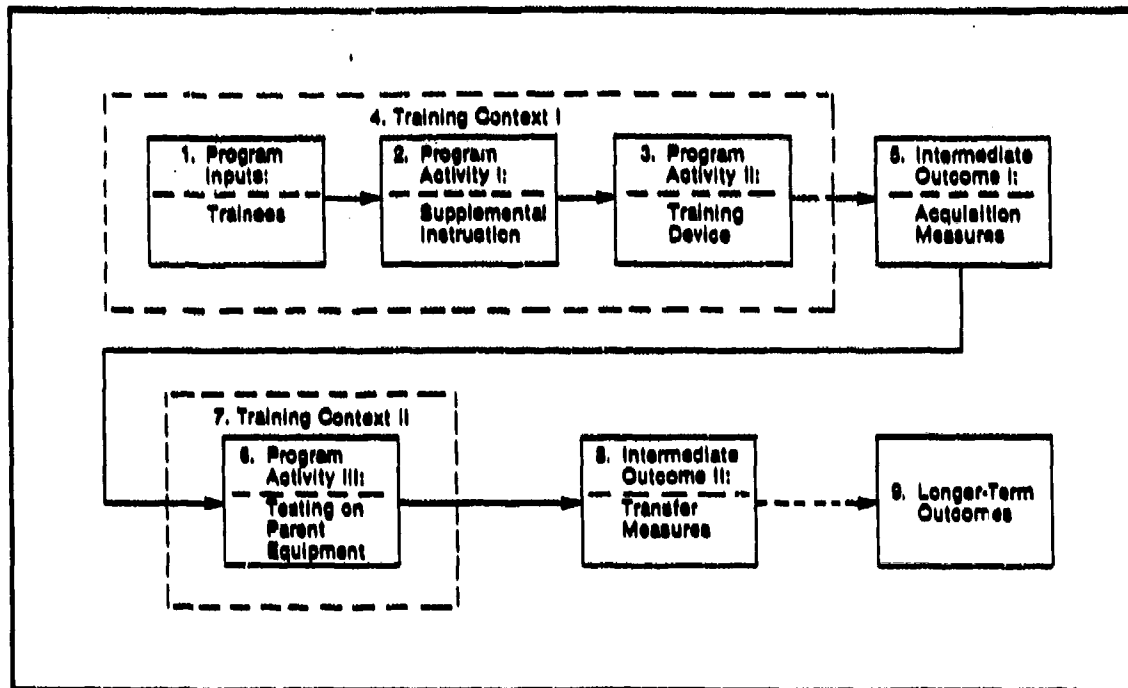 4. Training Context I
1. Program
Inputs:
Trainees
2. Program
Activity I:
Supplemental
Instruction
3. Program
Activity II:
Training
Device
5. Intermediate
Outcome I:
Acquisition
Measures
7. Training Context II
6. Program
Activity III:
Testing on
Parent
Equipment
8. Intermediate
Outcome II:
Transfer
Measures
9. Longer-Term
Outcomes